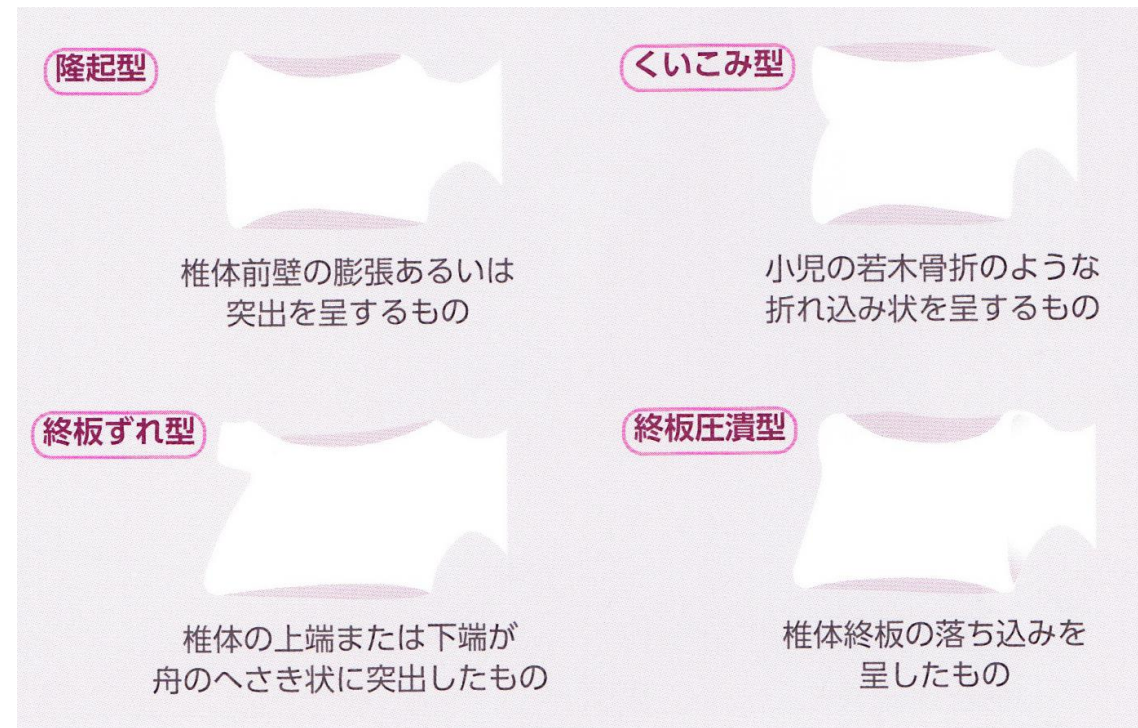 隆起型
椎体前壁の膨張あるいは
突出を呈するもの
くいこみ型
小児の若木骨折のような
折れ込み状を呈するもの
終板ずれ型
椎体の上端または下端が
舟のへさき状に突出したもの
終板圧潰型
椎体終板の落ち込みを
呈したもの